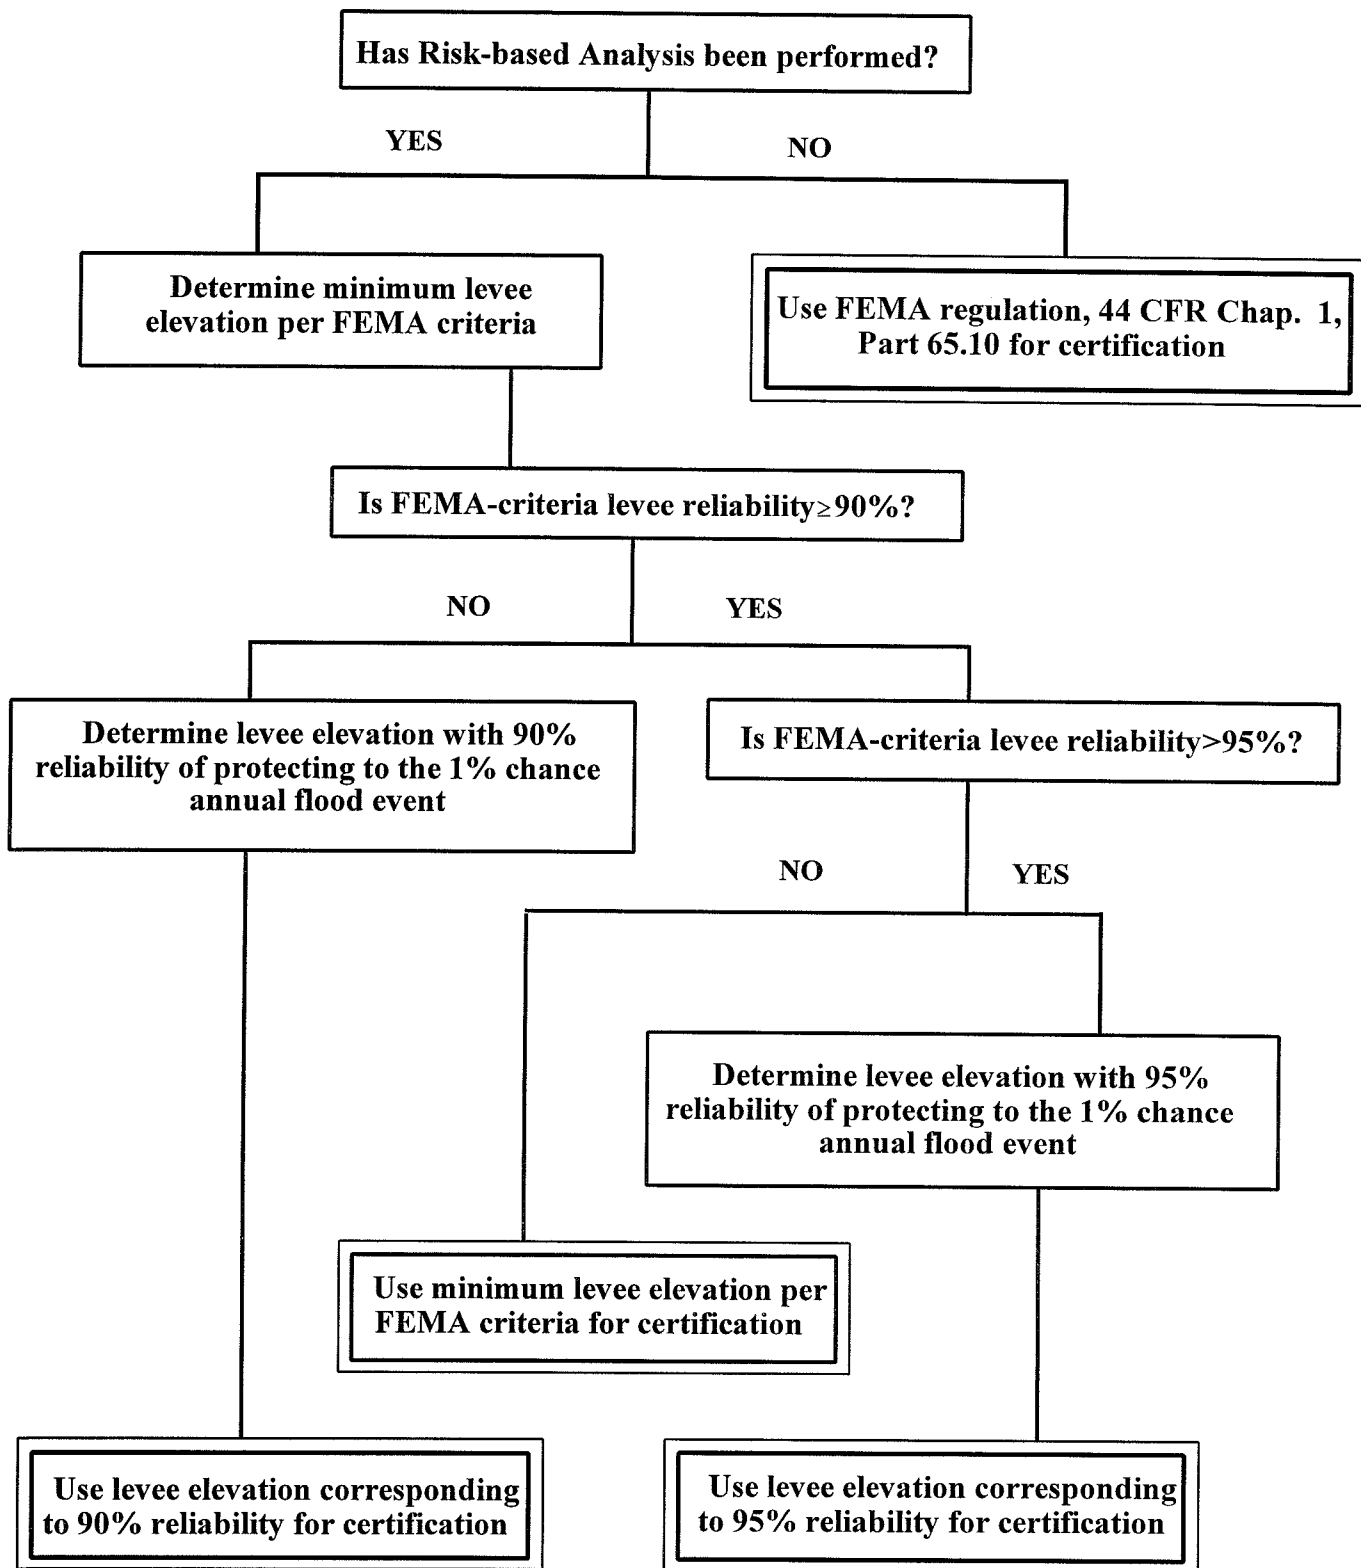 Has Risk-based Analysis been performed?
YES
NO
Determine minimum levee
elevation per FEMA criteria
Use FEMA regulation, 44 CFR Chap. 1,
Part 65.10 for certification
Is FEMA-criteria levee reliability≥90%?
NO
YES
Determine levee elevation with 90%
reliability of protecting to the 1% chance
annual flood event
Is FEMA-criteria levee reliability>95%?
NO
YES
Determine levee elevation with 95%
reliability of protecting to the 1% chance
annual flood event
Use minimum levee elevation per
FEMA criteria for certification
Use levee elevation corresponding
to 90% reliability for certification
Use levee elevation corresponding
to 95% reliability for certification